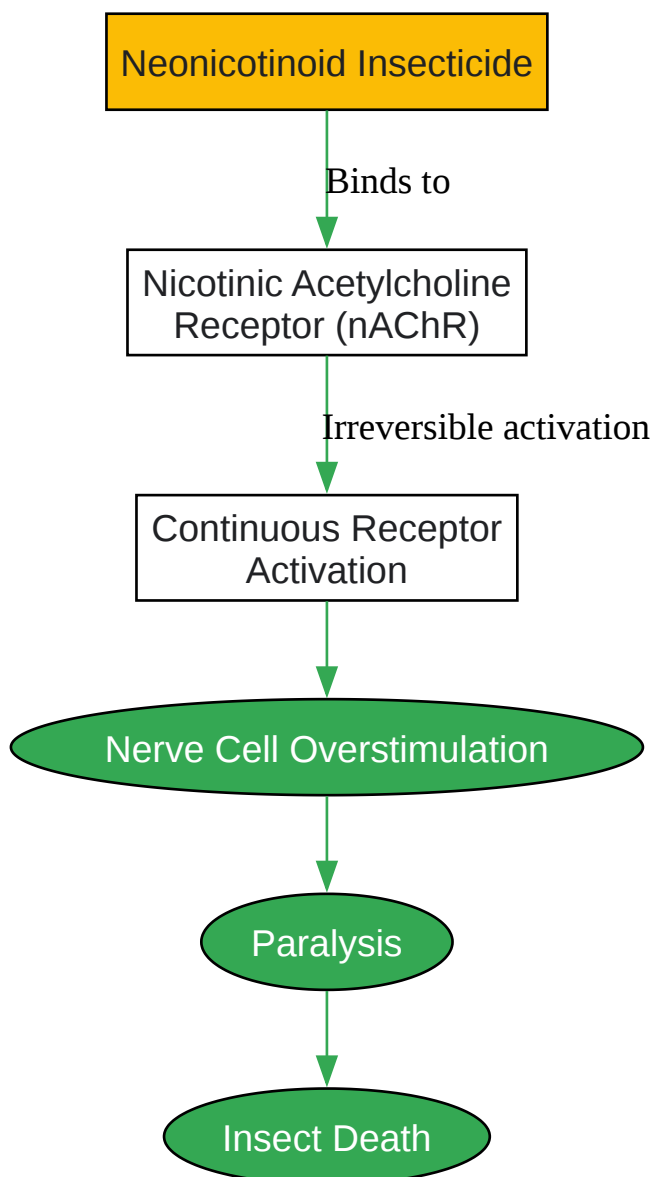 Neonicotinoid Insecticide
Binds to
Nicotinic Acetylcholine
Receptor (nAChR)
Irreversible activation
Continuous Receptor
Activation
Nerve Cell Overstimulation
Paralysis
Insect Death